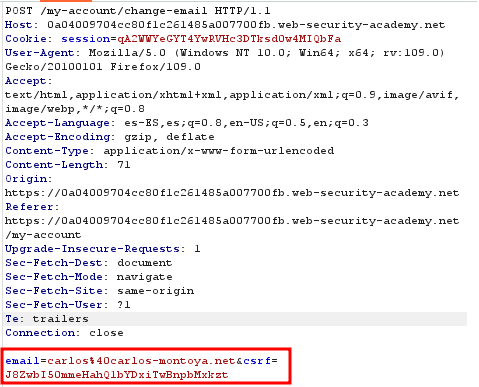 POST /my-account/change-email HTTP/1.1
Host: 0a04009704cc80f1c261485a007700fb.web-security-academy.net
Cookie: session=qA2WWYeGYT4YwRVHc3DTksd0w4MIQbFa
User-Agent: Mozilla/5.0 (Windows NT 10.0; Win64; x64; rv:109.0)
Gecko/20100101 Firefox/109.0
Accept:
text/html,application/xhtml+xml,application/xml;q=0.9,image/avif,
image/webp,*/*;q=0.8
Accept-Language: es-ES,es;q=0.8,en-US;q=0.5,en;q=0.3
Accept-Encoding: gzip, deflate
Content-Type: application/x-www-form-urlencoded
Content-Length: 71
Origin:
https://0a04009704cc80f1c261485a007700fb.web-security-academy.net
Referer:
https://0a04009704cc80f1c261485a007700fb.web-security-academy.net
/my-account
Upgrade-Insecure-Requests: 1
Sec-Fetch-Dest: document
Sec-Fetch-Mode: navigate
Sec-Fetch-Site: same-origin
Sec-Fetch-User: ?1
Te: trailers
Connection: close
email=carlos%40carlos-montoya.net&csrf=
J8ZwbI50mmeHahQlbYDxiTwBnpbMxkzt